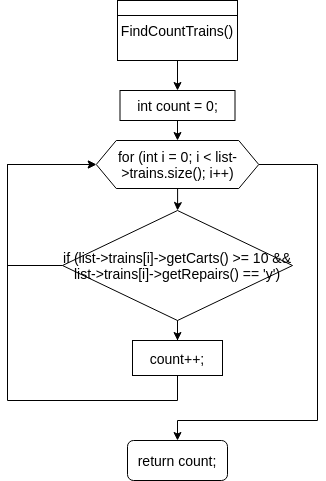 FindCountTrains()
int count = 0;
for (int i = 0; i < list-
>trains.size(); i++)
if (list->trains[i]->getCarts() >= 10 &&
list->trains[i]->getRepairs() == 'y')
count++;
return count;